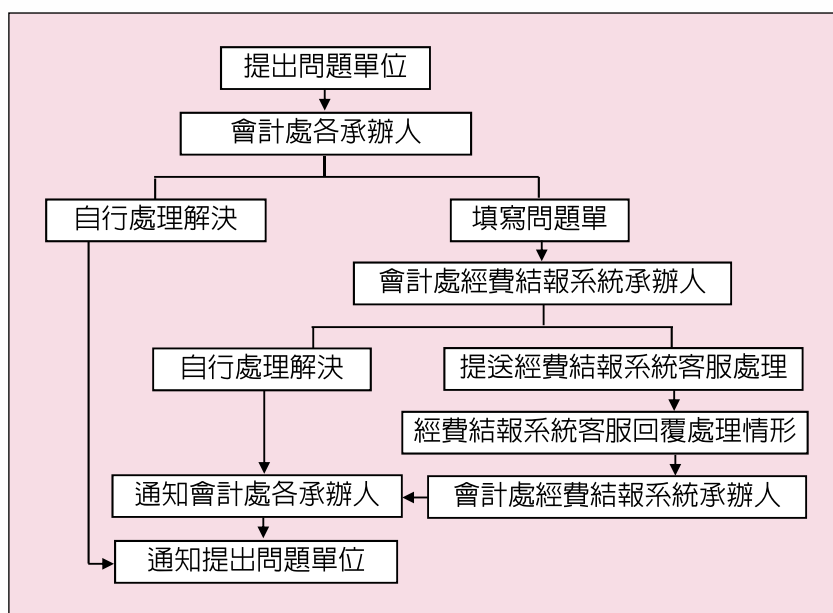 提出問題單位
會計處各承辦人
自行處理解決
填寫問題單
會計處經費結報系統承辦人
自行處理解決
提送經費結報系統客服處理
經費結報系統客服回覆處理情形
通知會計處各承辦人
會計處經費結報系統承辦人
通知提出問題單位